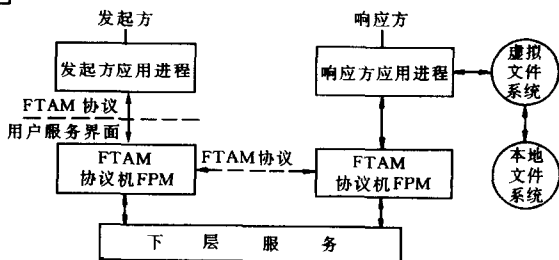 发起方
响应方
发起方应用进程
响应方应用进程
虚拟
文件
系统
FTAM 协议
用户服务界面
FTAM
协议机FPM
FTAM协议
FTAM
协议机FPM
本地
文件
系统
下层服务